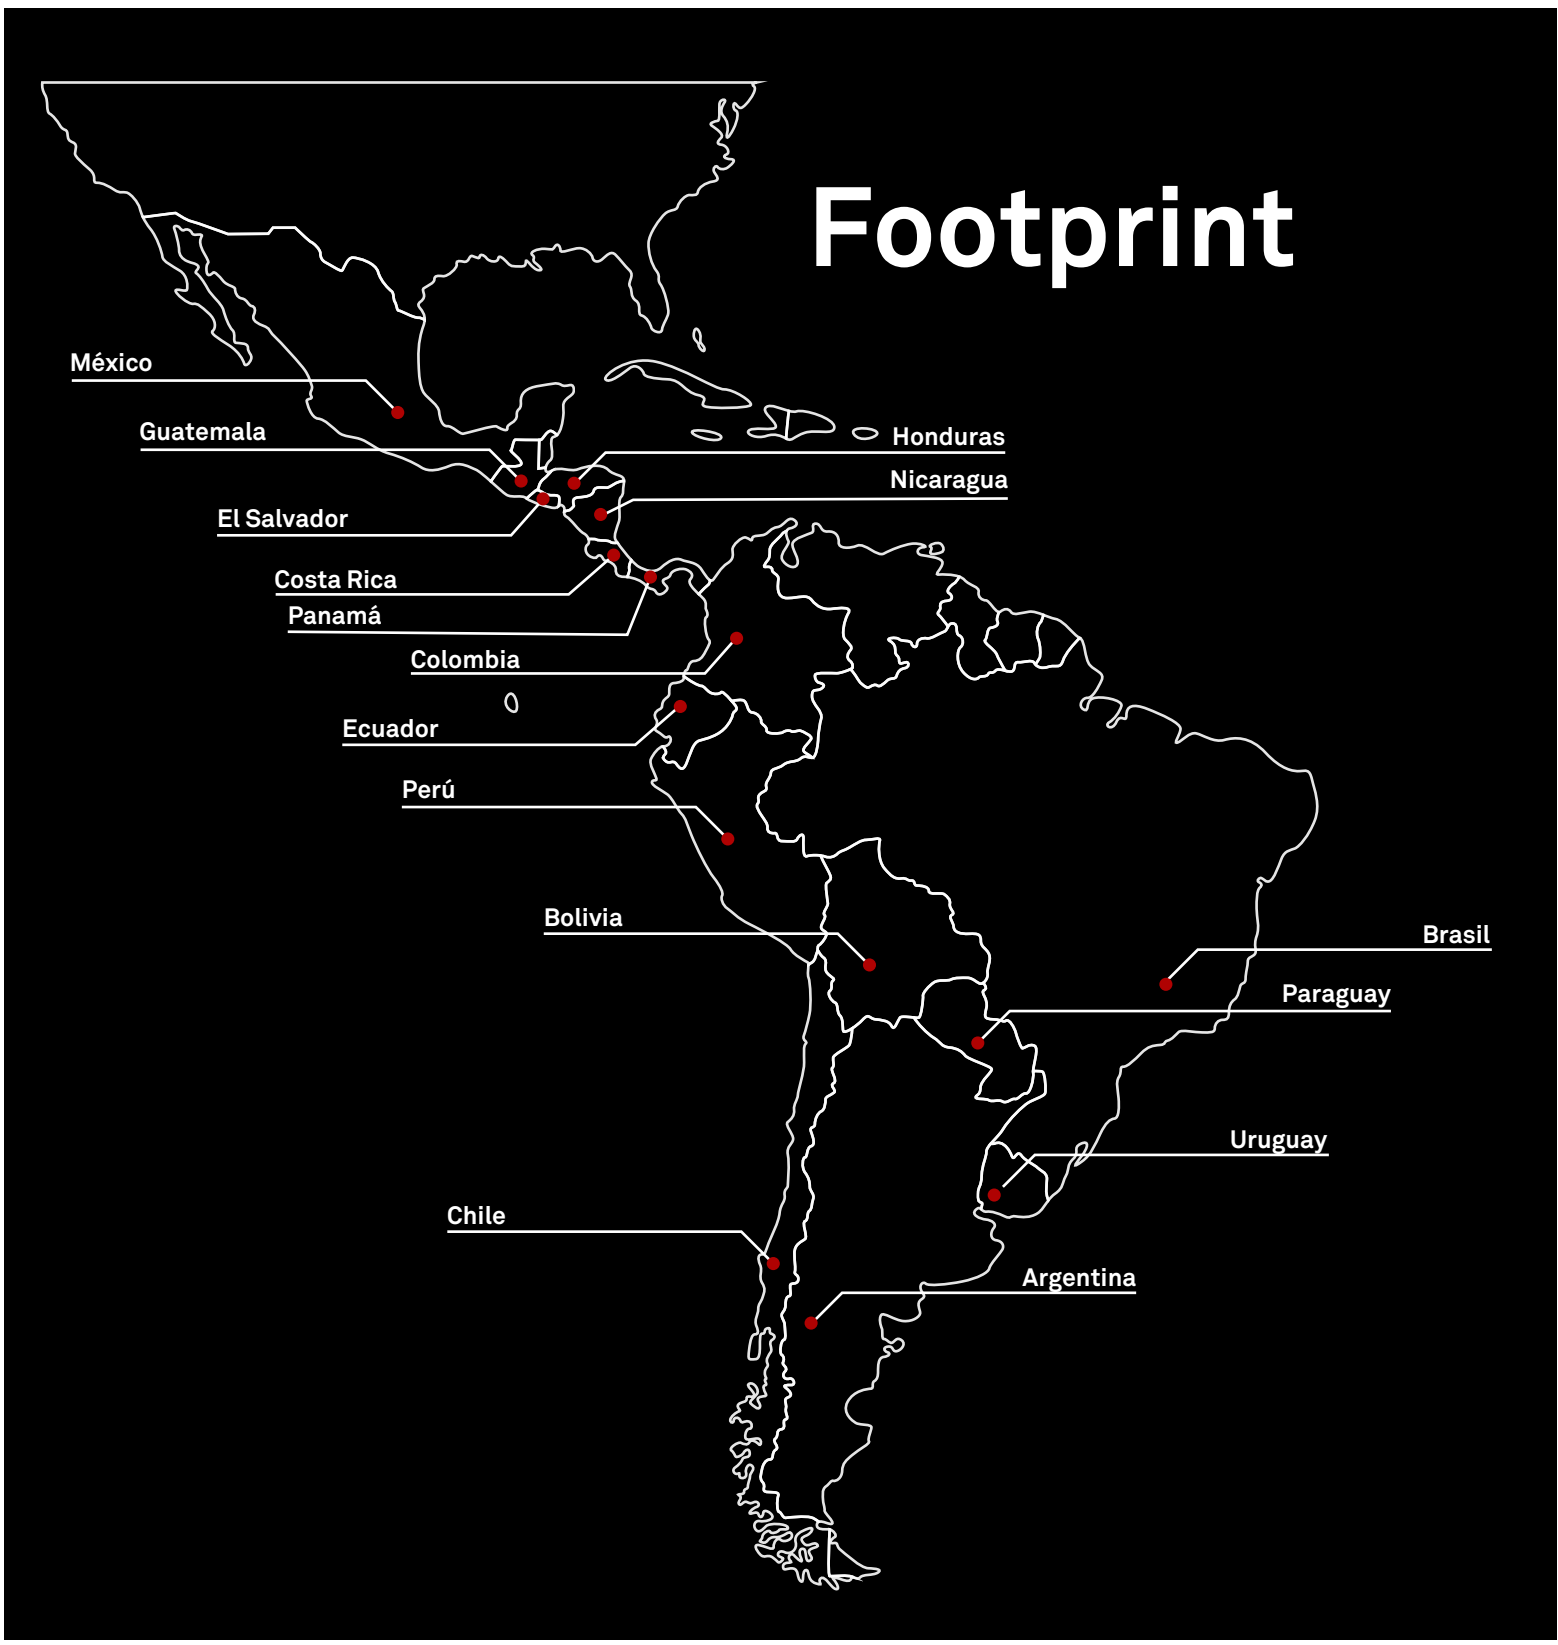 Footprint
México
Guatemala
Honduras
Nicaragua
El Salvador
Costa Rica
Panamá
Colombia
Ecuador
Perú
Bolivia
Brasil
Paraguay
Uruguay
Chile
Argentina